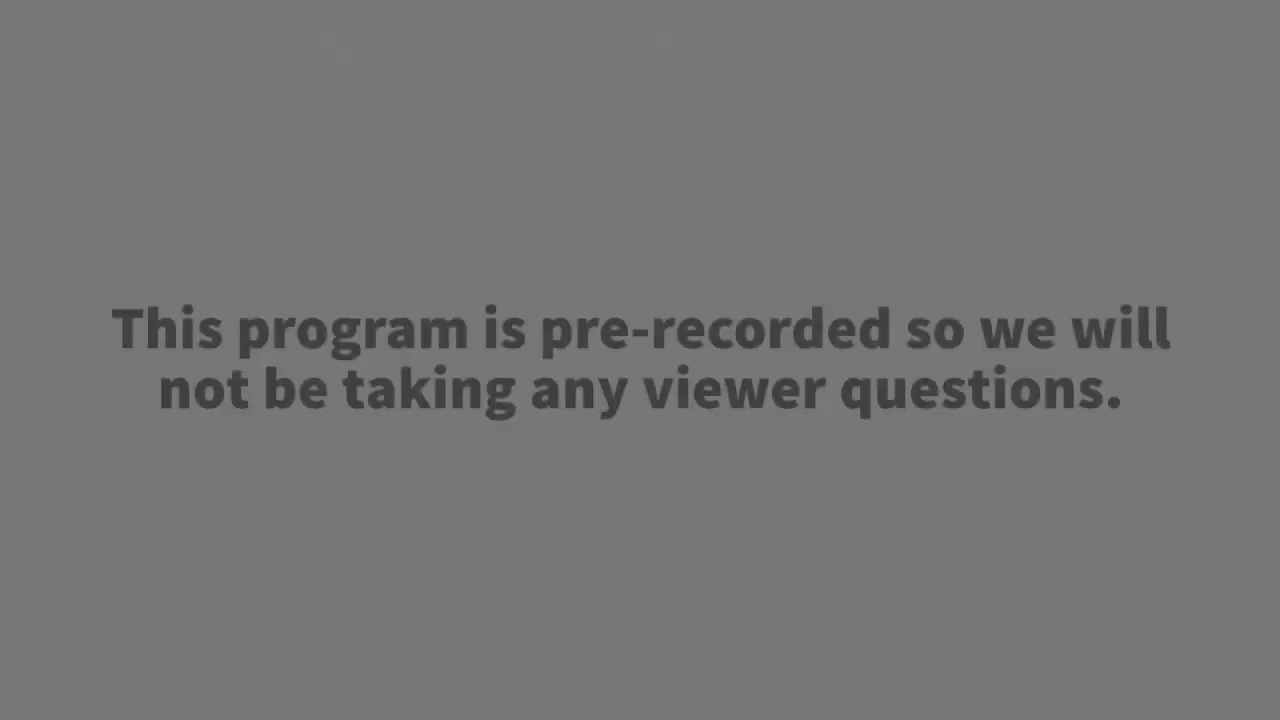 This program is pre-recorded so we will
not be taking any viewer questions.